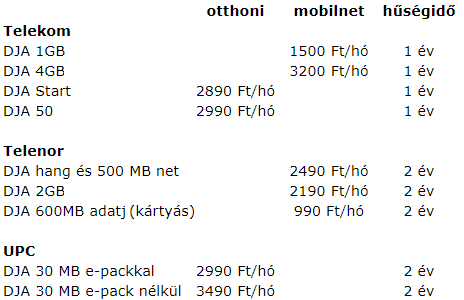 otthoni mobilnet hűségidő
Telekom
DJA 1GB 1500 Ft/hó 1 év
DJA 4GB 3200 Ft/hó 1 év
DJA Start 2890 Ft/hó 1 év
DJA 50 2990 Ft/hó 1 év
Telenor
DJA hang és 500 MB net 2490 Ft/hó 2 év
DJA 2GB 2190 Ft/hó 2 év
DJA 600MB adatj (kártyás) 990 Ft/hó 2 év
UPC
DJA 30 MB e-packkal 2990 Ft/hó 2 év
DJA 30 MB e-pack nélkül 3490 Ft/hó 2 év